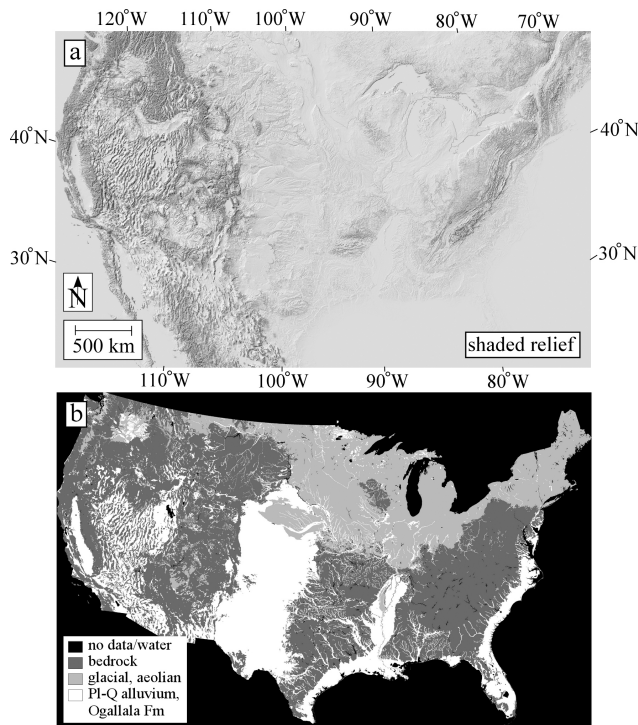 120°W 110°W 100°W 90°W 80°W 70°W
a
40°N 40°N
30°N 30°N
N
500 km
shaded relief
110°W 100°W 90°W 80°W
b
no data/water
bedrock
glacial, aeolian
Pl-Q alluvium,
Ogallala Fm